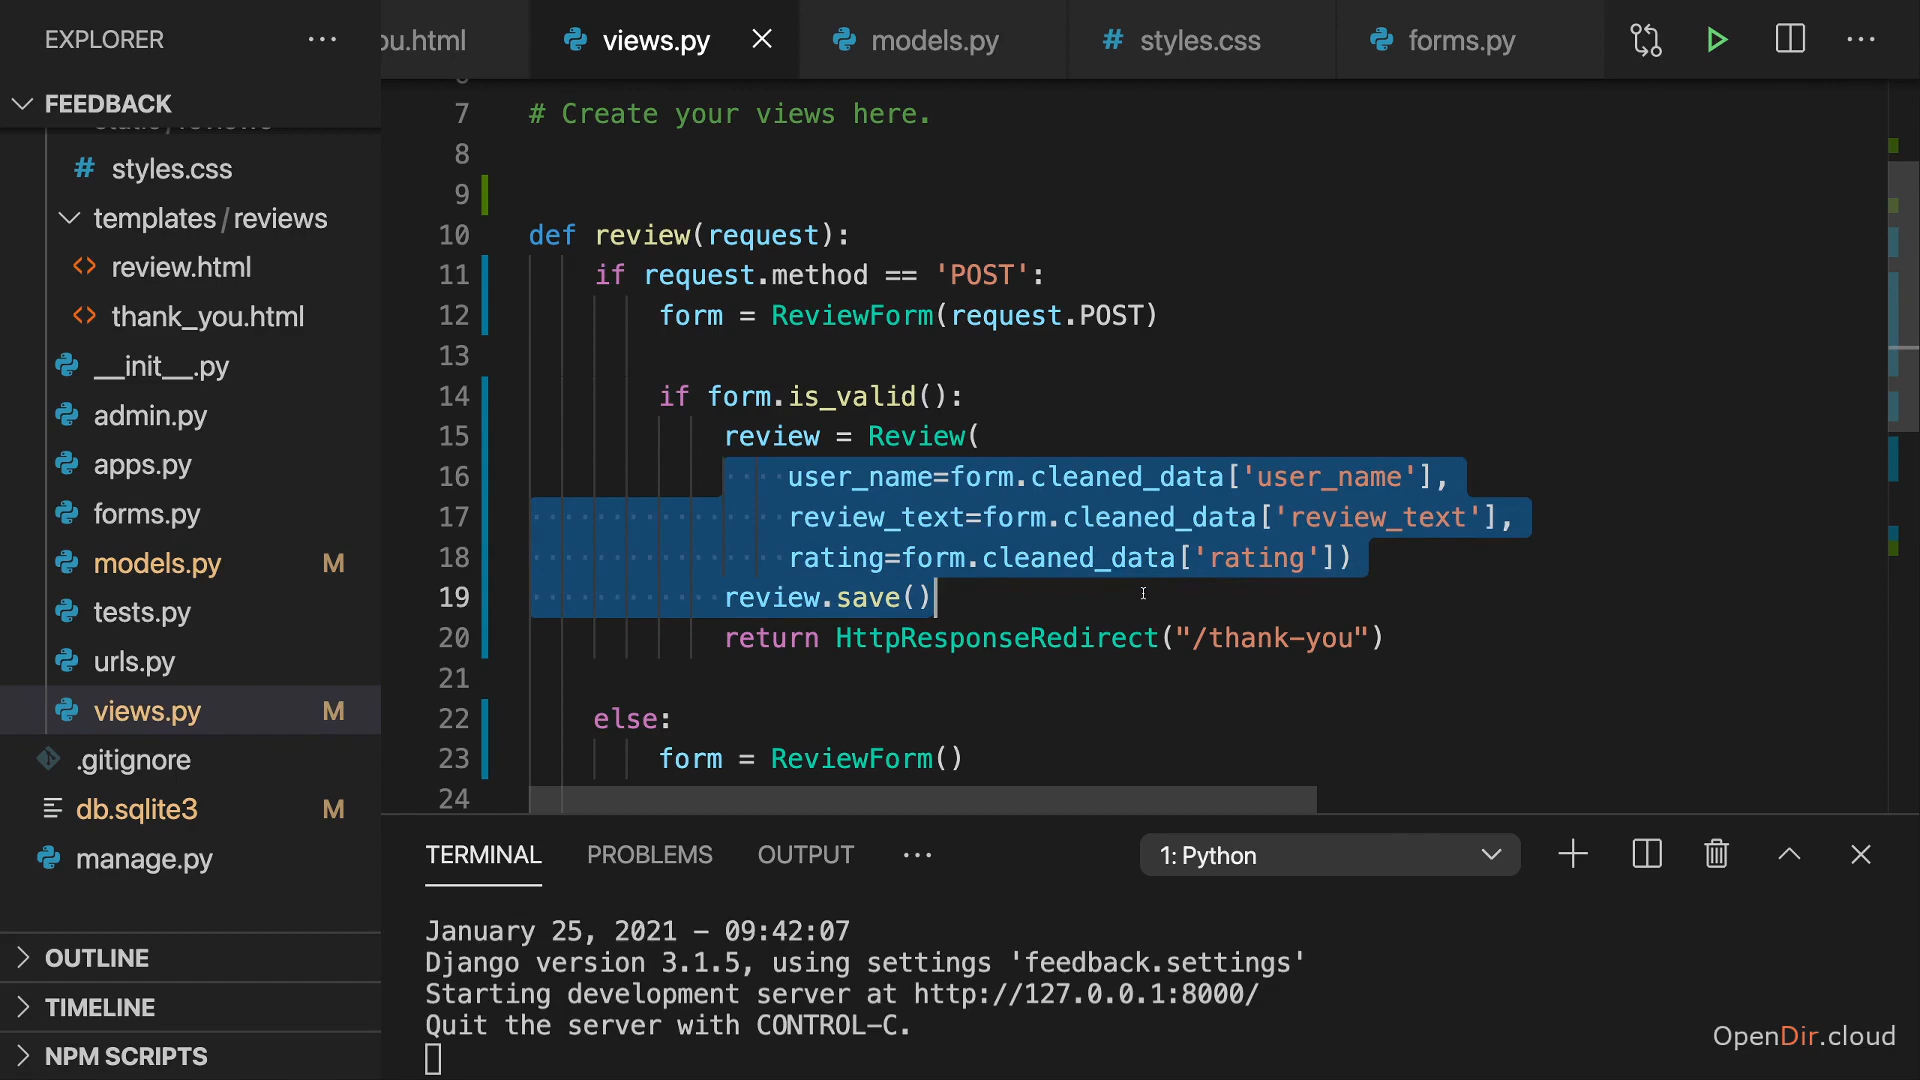 EXPLORER
FEEDBACK
styles.css
templates/reviews
review.html
thank_you.html
__init__.py
admin.py
apps.py
forms.py
models.py M
tests.py
urls.py
views.py M
.gitignore
db.sqlite3 M
manage.py
OUTLINE
TIMELINE
NPM SCRIPTS
ou.html
views.py
models.py
styles.css
forms.py
7 # Create your views here.
8
9
10 def review(request):
11 if request.method == 'POST':
12 form = ReviewForm(request.POST)
13
14 if form.is_valid():
15 review = Review(
16 user_name=form.cleaned_data['user_name'],
17 review_text=form.cleaned_data['review_text'],
18 rating=form.cleaned_data['rating'])
19 review.save()
20 return HttpResponseRedirect("/thank-you")
21
22 else:
23 form = ReviewForm()
24
TERMINAL PROBLEMS OUTPUT
1: Python
January 25, 2021 - 09:42:07
Django version 3.1.5, using settings 'feedback.settings'
Starting development server at http://127.0.0.1:8000/
Quit the server with CONTROL-C.
OpenDir.cloud